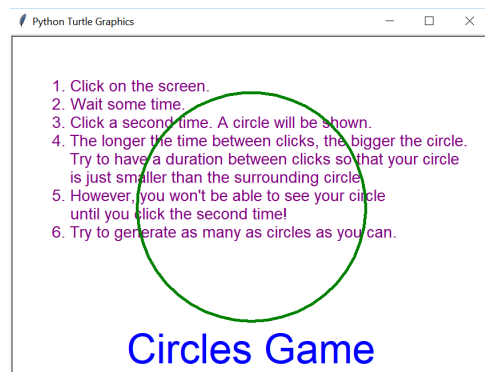 Python Turtle Graphics
1. Click on the screen.
2. Wait some time.
3. Click a second time. A circle will be shown.
4. The longer the time between clicks, the bigger the circle.
Try to have a duration between clicks so that your circle
is just smaller than the surrounding circle.
5. However, you won't be able to see your circle
until you click the second time!
6. Try to generate as many as circles as you can.
Circles Game